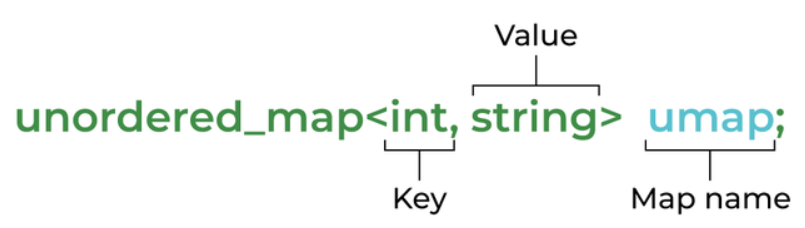 Value
unordered_map<int, string> umap;
Key
Map name